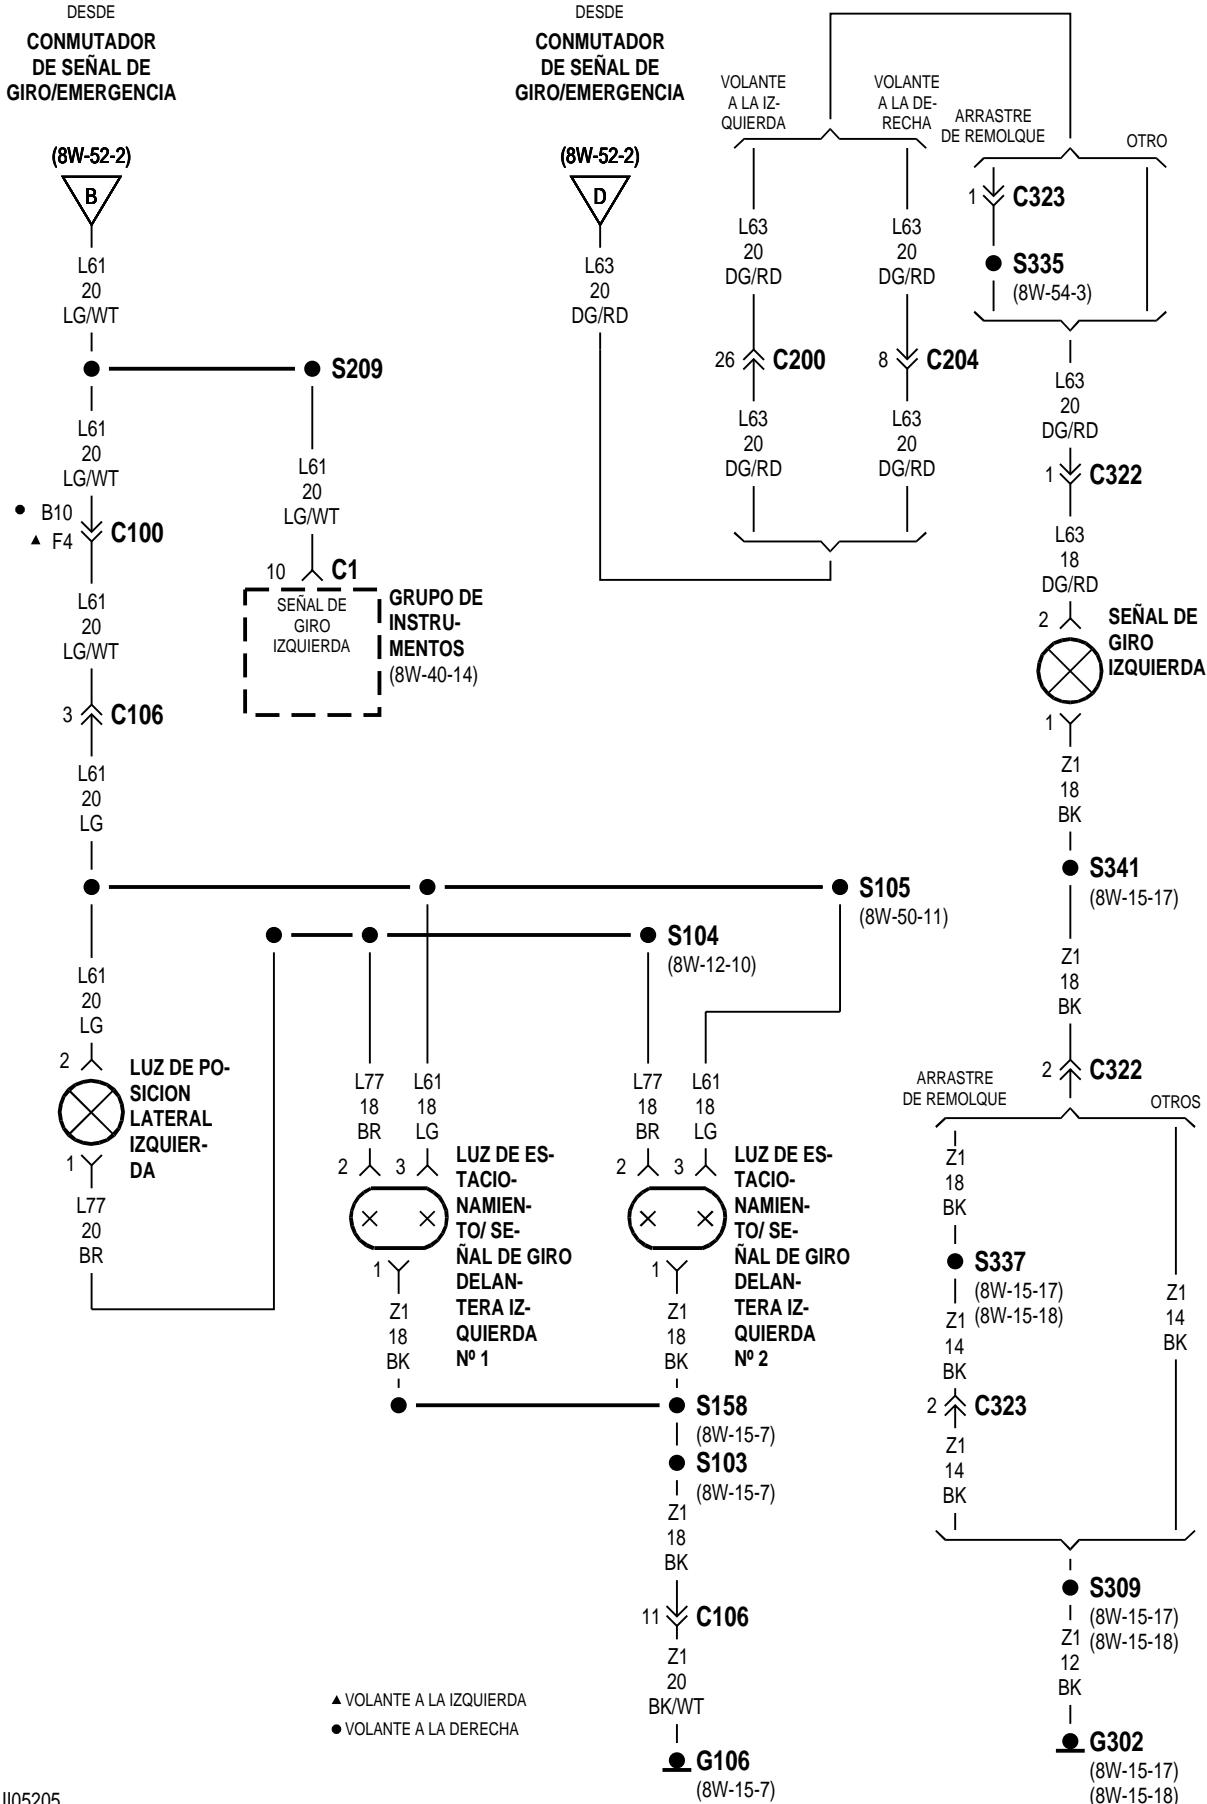 DESDE
CONMUTADOR
DE SEÑAL DE
GIRO/EMERGENCIA
(8W-52-2)
B
L61
20
LG/WT
S209
L61
20
LG/WT
B10
F4
C100
L61
20
LG/WT
10
C1
SEÑAL DE
GIRO
IZQUIERDA
GRUPO DE
INSTRU-
MENTOS
(8W-40-14)
L61
20
LG/WT
3
C106
L61
20
LG
DESDE
CONMUTADOR
DE SEÑAL DE
GIRO/EMERGENCIA
(8W-52-2)
D
L63
20
DG/RD
VOLANTE
A LA IZ-
QUIERDA
VOLANTE
A LA DE-
RECHA
L63
20
DG/RD
L63
20
DG/RD
26
C200
8
C204
L63
20
DG/RD
L63
20
DG/RD
ARRASTRE
DE REMOLQUE
OTRO
1
C323
S335
(8W-54-3)
L63
20
DG/RD
1
C322
L63
18
DG/RD
2
SEÑAL DE
GIRO
IZQUIERDA
1
Z1
18
BK
S341
(8W-15-17)
Z1
18
BK
2
C322
S105
(8W-50-11)
S104
(8W-12-10)
L61
20
LG
2
LUZ DE PO-
SICION
LATERAL
IZQUIER-
DA
1
L77
20
BR
L77
18
BR
L61
18
LG
2
3
LUZ DE ES-
TACIO-
NAMIEN-
TO/ SE-
ÑAL DE GIRO
DELAN-
TERA IZ-
QUIERDA
Nº 1
1
Z1
18
BK
L77
18
BR
L61
18
LG
2
3
LUZ DE ES-
TACIO-
NAMIEN-
TO/ SE-
ÑAL DE GIRO
DELAN-
TERA IZ-
QUIERDA
Nº 2
1
Z1
18
BK
S158
(8W-15-7)
S103
(8W-15-7)
Z1
18
BK
11
C106
Z1
20
BK/WT
G106
(8W-15-7)
ARRASTRE
DE REMOLQUE
OTROS
Z1
18
BK
S337
(8W-15-17)
(8W-15-18)
Z1
14
BK
2
C323
Z1
14
BK
Z1
14
BK
S309
(8W-15-17)
(8W-15-18)
Z1
12
BK
G302
(8W-15-17)
(8W-15-18)
▲ VOLANTE A LA IZQUIERDA
● VOLANTE A LA DERECHA
JI05205